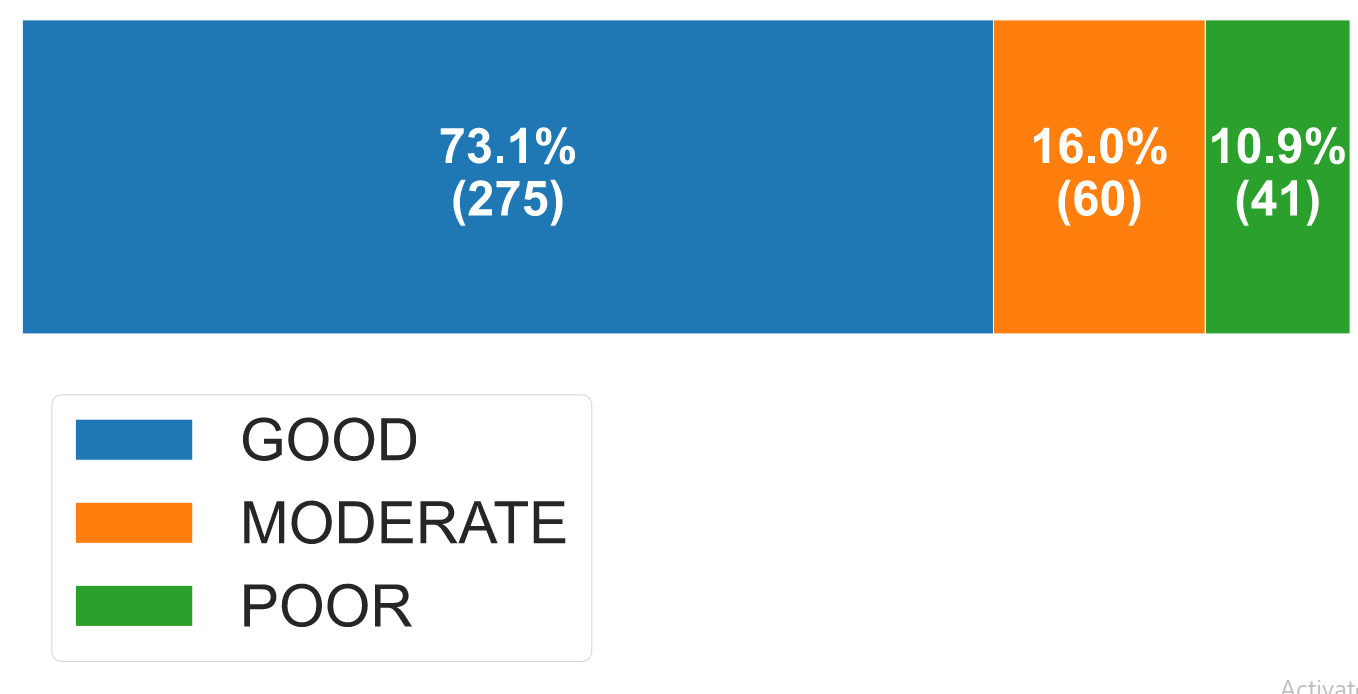 73.1% 16.0% 10.9%
(275) (60) (41)
GOOD
MODERATE
POOR